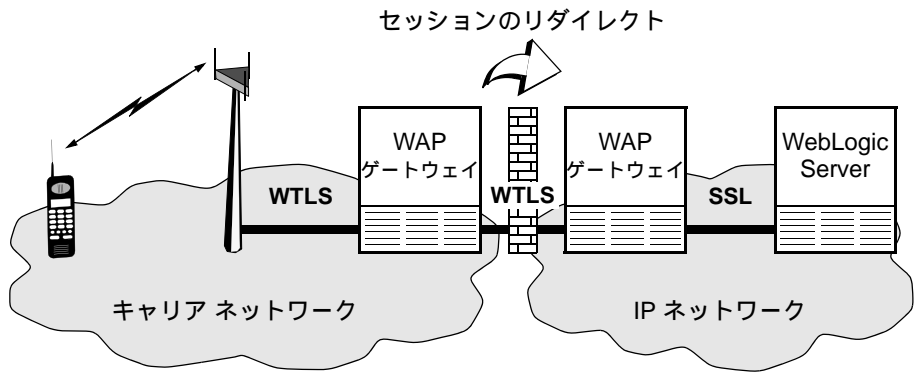 セッションのリダイレクト
WAP
ゲートウェイ
WAP
ゲートウェイ
WebLogic
Server
WTLS
WTLS
SSL
キャリア ネットワーク
IP ネットワーク